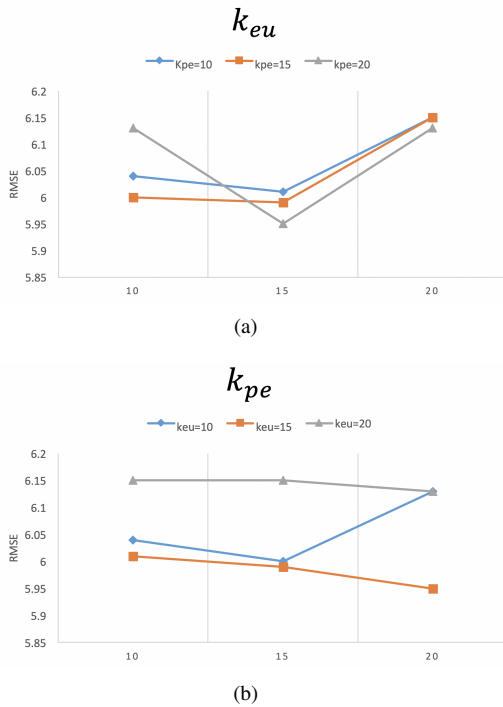 k_eu
Kpe=10 kpe=15 kpe=20
6.2
6.15
6.1
6.05
6
5.95
5.9
5.85
RMSE
10 15 20
(a)
k_pe
keu=10 keu=15 keu=20
6.2
6.15
6.1
6.05
6
5.95
5.9
5.85
RMSE
10 15 20
(b)